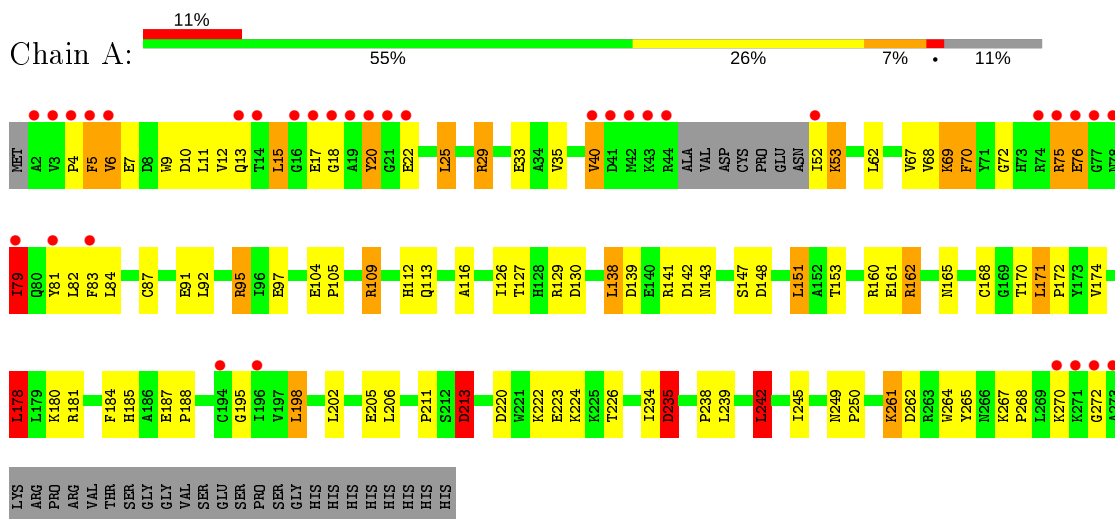 11%
Chain A:
55% 26% 7% • 11%
MET A2 V3 P4 F5 V6 E7 D8 W9 D10 L11 V12 Q13 T14 L15 G16 E17 G18 A19 Y20 G21 E22 L25 R29 E33 A34 V35 V40 D41 M42 K43 R44 ALA VAL ASP CYS PRO GLU ASN I52 K53 L62 V67 V68 K69 F70 Y71 G72 H73 R74 R75 E76 G77 N78
I79 Q80 Y81 L82 F83 L84 C87 E91 L92 R95 I96 E97 E104 P105 R109 H112 Q113 A116 I126 T127 H128 R129 D130 L138 D139 E140 R141 D142 N143 S147 D148 L151 A152 T153 R160 E161 R162 N165 C168 G169 T170 L171 P172 Y173 V174
L178 L179 K180 R181 F184 H185 A186 E187 P188 C194 G195 I196 V197 L198 L202 E205 L206 P211 S212 D213 D220 W221 K222 E223 K224 K225 T226 I234 D235 P238 L239 L242 I245 N249 P250 K261 D262 R263 W264 Y265 N266 K267 P268 L269 K270 K271 G272 A273
LYS ARG PRO ARG VAL THR SER GLY GLY VAL SER GLU SER PRO SER GLY HIS HIS HIS HIS HIS HIS HIS HIS